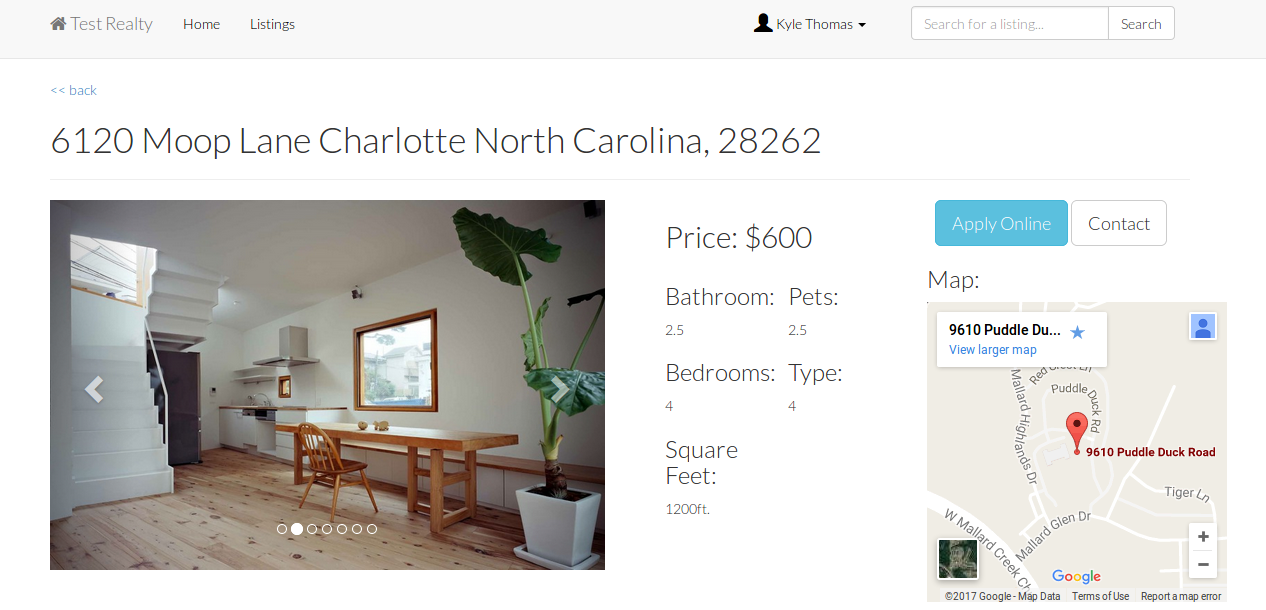 Test Realty Home Listings Kyle Thomas Search for a listing... Search
<< back
6120 Moop Lane Charlotte North Carolina, 28262
Price: $600
Bathroom: Pets:
2.5 2.5
Bedrooms: Type:
4 4
Square
Feet:
1200ft.
Apply Online Contact
Map:
9610 Puddle Du...
View larger map
Puddle Duck Rd
Mallard Highlands Dr
9610 Puddle Duck Road
Tiger Ln
Mallard Glen Dr
W Mallard Creek Ch
+
−
Google
©2017 Google - Map Data Terms of Use Report a map error